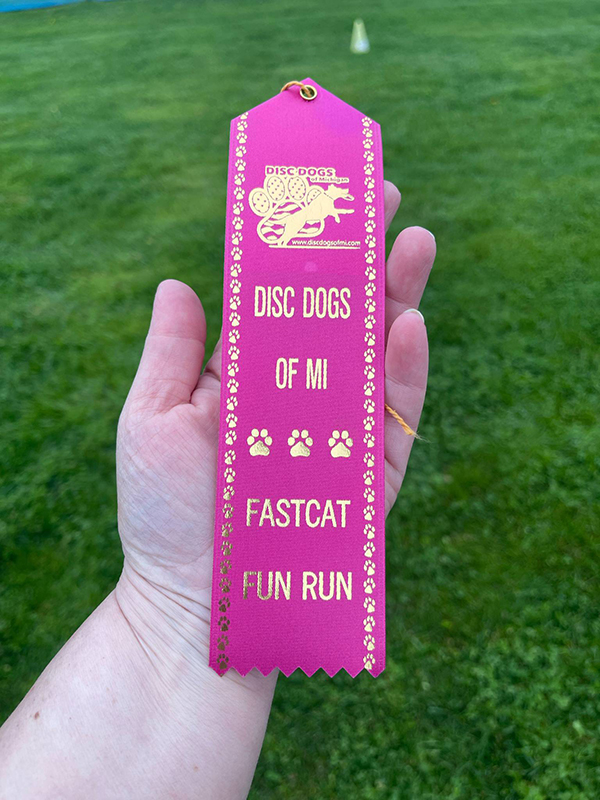 DISC DOGS
of Michigan
www.discdogsofmi.com
DISC DOGS
OF MI
FASTCAT
FUN RUN